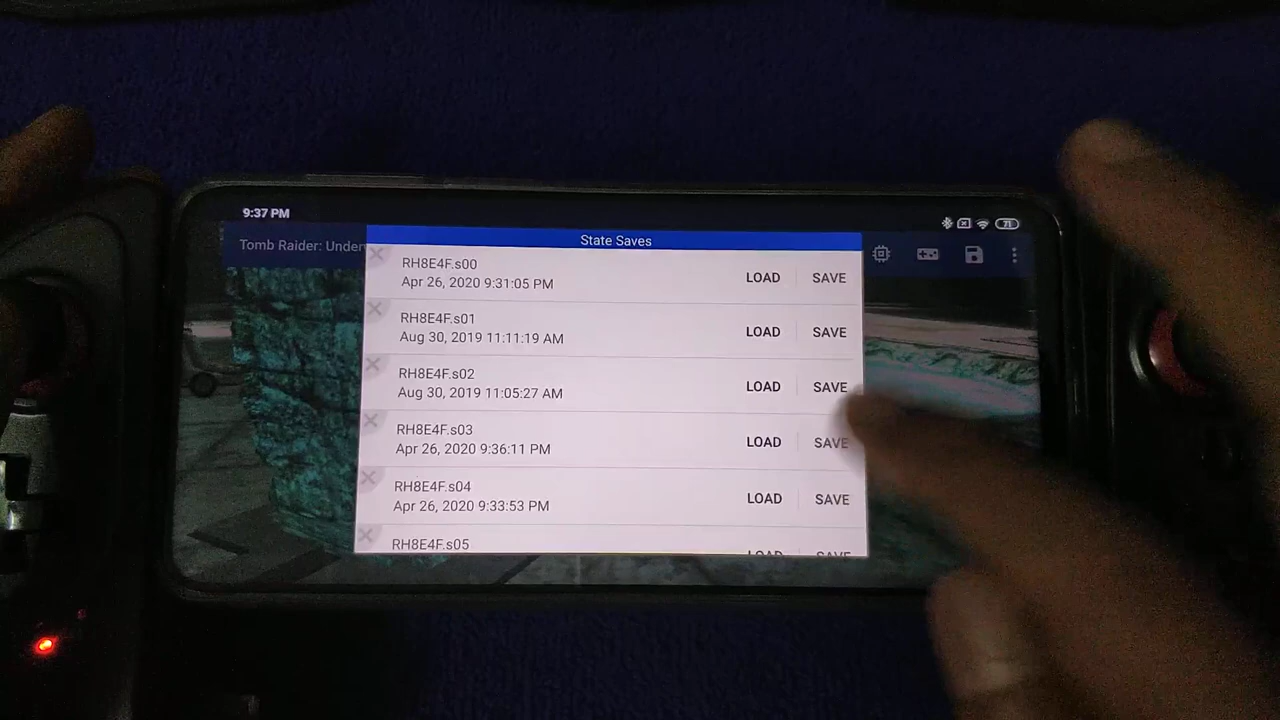 9:37 PM
71
Tomb Raider: Under
State Saves
RH8E4F.s00
Apr 26, 2020 9:31:05 PM
LOAD
SAVE
RH8E4F.s01
Aug 30, 2019 11:11:19 AM
LOAD
SAVE
RH8E4F.s02
Aug 30, 2019 11:05:27 AM
LOAD
SAVE
RH8E4F.s03
Apr 26, 2020 9:36:11 PM
LOAD
SAVE
RH8E4F.s04
Apr 26, 2020 9:33:53 PM
LOAD
SAVE
RH8E4F.s05
LOAD
SAVE